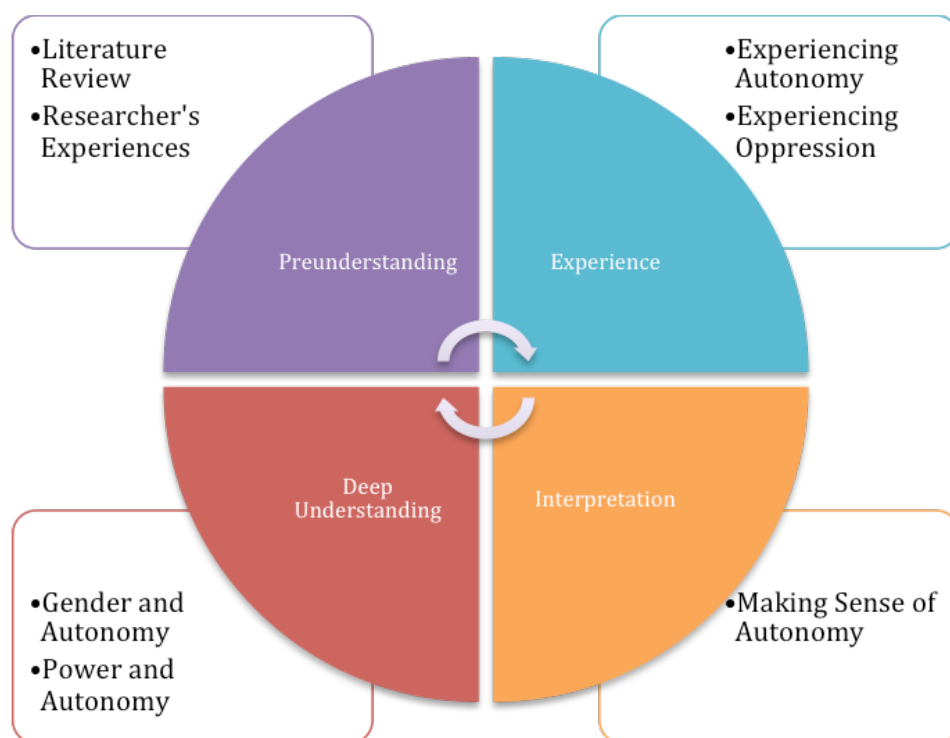 •Literature
Review
•Researcher's
Experiences
•Experiencing
Autonomy
•Experiencing
Oppression
Preunderstanding
Experience
Deep
Understanding
Interpretation
•Gender and
Autonomy
•Power and
Autonomy
•Making Sense of
Autonomy